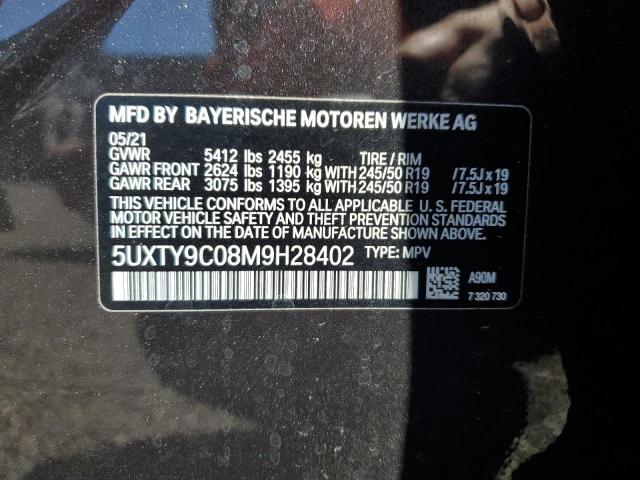 MFD BY BAYERISCHE MOTOREN WERKE AG
05/21
GVWR 5412 lbs 2455 kg TIRE / RIM
GAWR FRONT 2624 lbs 1190 kg WITH 245/50 R19 /7.5J x 19
GAWR REAR 3075 lbs 1395 kg WITH 245/50 R19 /7.5J x 19
THIS VEHICLE CONFORMS TO ALL APPLICABLE U. S. FEDERAL
MOTOR VEHICLE SAFETY AND THEFT PREVENTION STANDARDS
IN EFFECT ON THE DATE OF MANUFACTURE SHOWN ABOVE.
5UXTY9C08M9H28402 TYPE: MPV
A90M
7 320 730